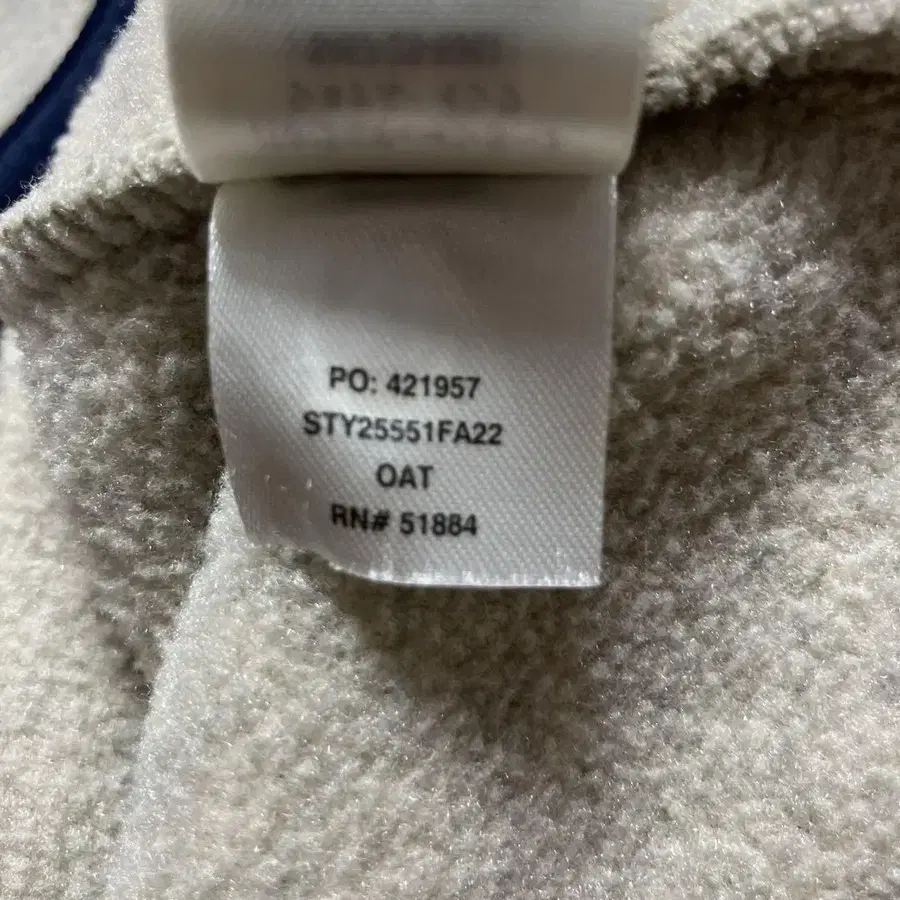 PO: 421957
STY25551FA22
OAT
RN# 51884